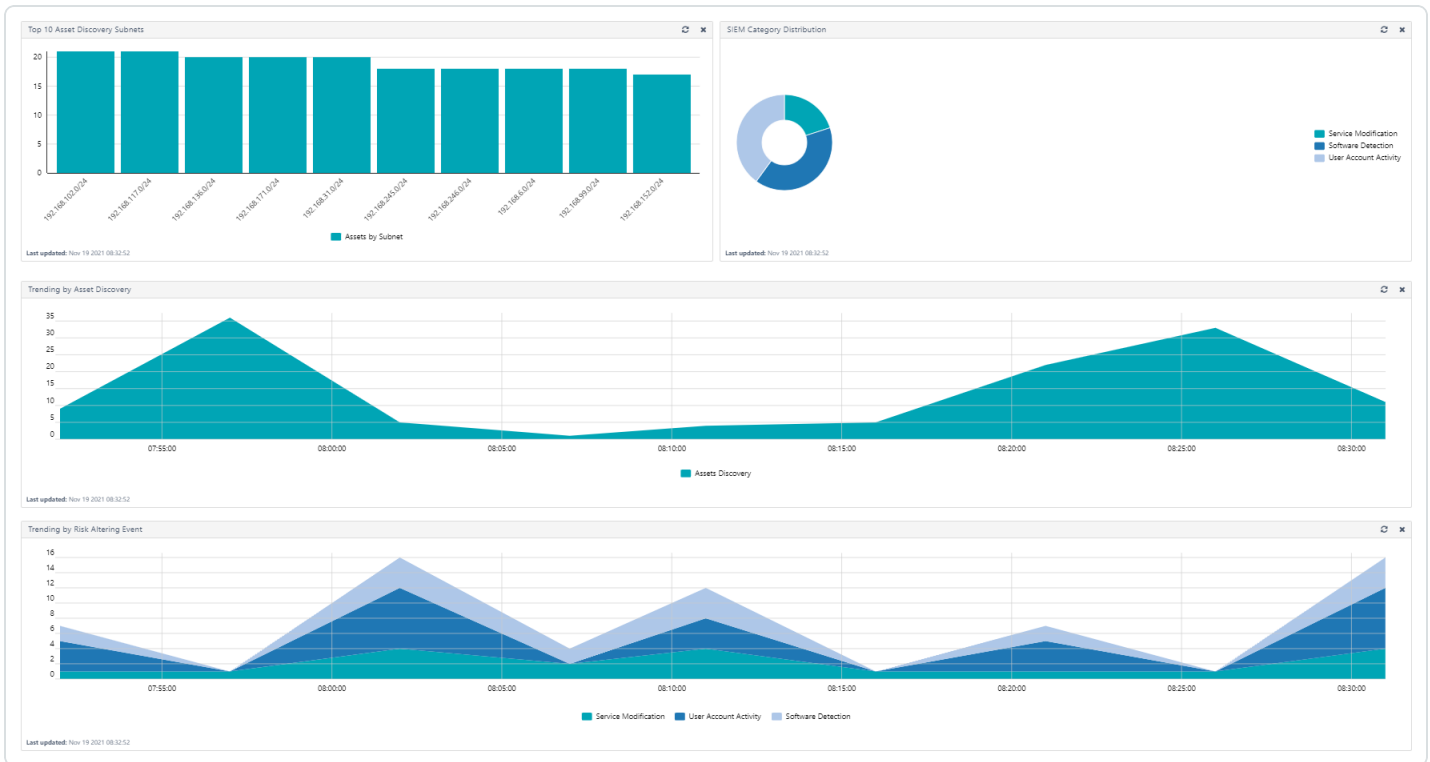 Top 10 Asset Discovery Subnets
20
15
10
5
0
192.168.102.0/24
192.168.117.0/24
192.168.136.0/24
192.168.171.0/24
192.168.31.0/24
192.168.245.0/24
192.168.246.0/24
192.168.6.0/24
192.168.99.0/24
192.168.152.0/24
Assets by Subnet
Last updated: Nov 19 2021 08:32:52
SIEM Category Distribution
Service Modification
Software Detection
User Account Activity
Last updated: Nov 19 2021 08:32:52
Trending by Asset Discovery
35
30
25
20
15
10
5
0
07:55:00 08:00:00 08:05:00 08:10:00 08:15:00 08:20:00 08:25:00 08:30:00
Assets Discovery
Last updated: Nov 19 2021 08:32:52
Trending by Risk Altering Event
16
14
12
10
8
6
4
2
0
07:55:00 08:00:00 08:05:00 08:10:00 08:15:00 08:20:00 08:25:00 08:30:00
Service Modification User Account Activity Software Detection
Last updated: Nov 19 2021 08:32:52